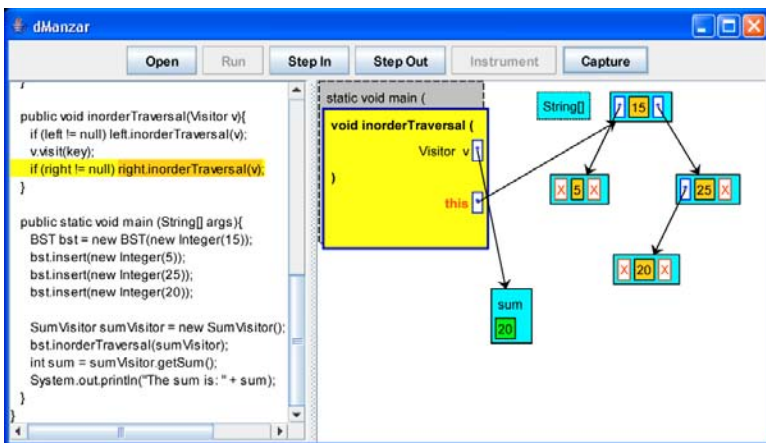 dManzar
Open Run Step In Step Out Instrument Capture
}
public void inorderTraversal(Visitor v){
if (left != null) left.inorderTraversal(v);
v.visit(key);
if (right != null) right.inorderTraversal(v);
}
public static void main (String[] args){
BST bst = new BST(new Integer(15));
bst.insert(new Integer(5));
bst.insert(new Integer(25));
bst.insert(new Integer(20));
SumVisitor sumVisitor = new SumVisitor();
bst.inorderTraversal(sumVisitor);
int sum = sumVisitor.getSum();
System.out.println("The sum is: " + sum);
}
}
static void main (
void inorderTraversal (
Visitor v
)
this
String[]
15
X 5 X
25 X
X 20 X
sum
20